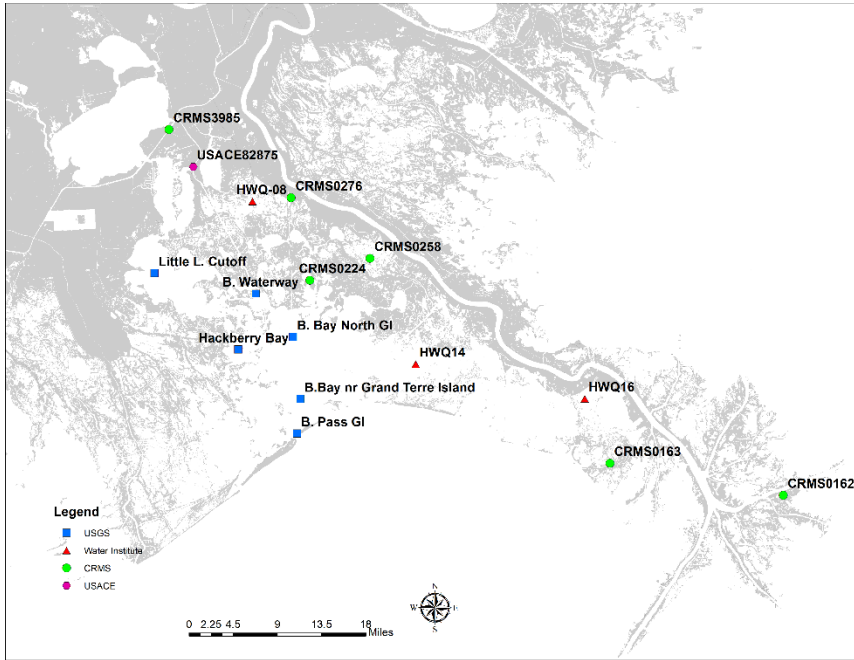 CRMS3985
USACE82875
HWQ-08
CRMS0276
CRMS0258
Little L. Cutoff
CRMS0224
B. Waterway
B. Bay North GI
Hackberry Bay
HWQ14
B.Bay nr Grand Terre Island
HWQ16
B. Pass GI
CRMS0163
CRMS0162
Legend
USGS
Water Institute
CRMS
USACE
N
W E
S
0 2.25 4.5 9 13.5 18
Miles